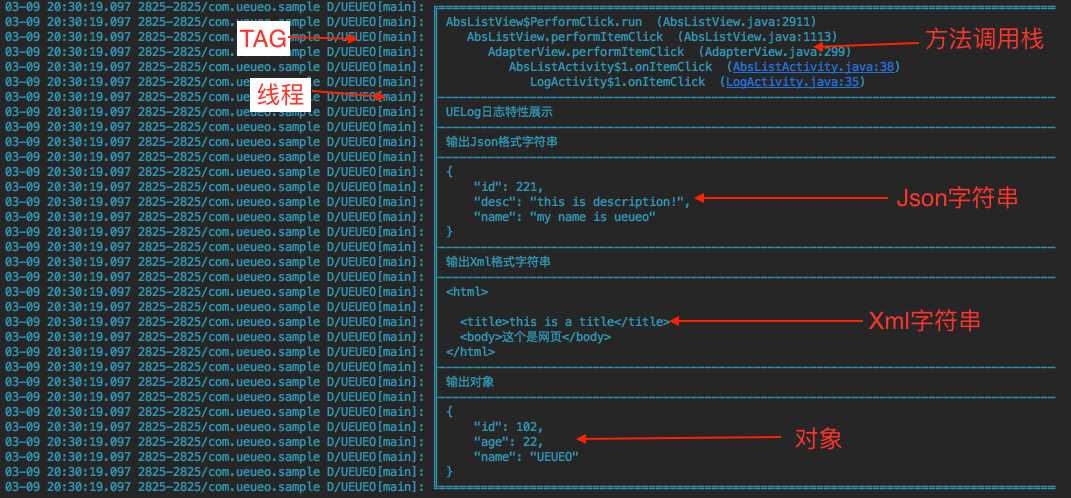 03-09 20:30:19.097 2825-2825/com.ueueo.sample D/UEUEO[main]:
03-09 20:30:19.097 2825-2825/com.ueueo.sample D/UEUEO[main]: AbsListView$PerformClick.run (AbsListView.java:2911)
03-09 20:30:19.097 2825-2825/com. TAG D/UEUEO[main]: AbsListView.performItemClick (AbsListView.java:1113) 方法调用栈
03-09 20:30:19.097 2825-2825/com.ueueo.sample D/UEUEO[main]: AdapterView.performItemClick (AdapterView.java:299)
03-09 20:30:19.097 2825-2825/com.ueueo.sample D/UEUEO[main]: AbsListActivity$1.onItemClick (AbsListActivity.java:38)
03-09 20:30:19.097 2825-2825/com.ue D/UEUEO[main]: LogActivity$1.onItemClick (LogActivity.java:35)
03-09 20:30:19.097 2825-2825/com.ue 线程 D/UEUEO[main]:
03-09 20:30:19.097 2825-2825/com.ueueo.sample D/UEUEO[main]: UELog日志特性展示
03-09 20:30:19.097 2825-2825/com.ueueo.sample D/UEUEO[main]:
03-09 20:30:19.097 2825-2825/com.ueueo.sample D/UEUEO[main]: 输出Json格式字符串
03-09 20:30:19.097 2825-2825/com.ueueo.sample D/UEUEO[main]:
03-09 20:30:19.097 2825-2825/com.ueueo.sample D/UEUEO[main]: {
03-09 20:30:19.097 2825-2825/com.ueueo.sample D/UEUEO[main]: "id": 221,
03-09 20:30:19.097 2825-2825/com.ueueo.sample D/UEUEO[main]: "desc": "this is description!", Json字符串
03-09 20:30:19.097 2825-2825/com.ueueo.sample D/UEUEO[main]: "name": "my name is ueueo"
03-09 20:30:19.097 2825-2825/com.ueueo.sample D/UEUEO[main]: }
03-09 20:30:19.097 2825-2825/com.ueueo.sample D/UEUEO[main]:
03-09 20:30:19.097 2825-2825/com.ueueo.sample D/UEUEO[main]: 输出Xml格式字符串
03-09 20:30:19.097 2825-2825/com.ueueo.sample D/UEUEO[main]:
03-09 20:30:19.097 2825-2825/com.ueueo.sample D/UEUEO[main]: <html>
03-09 20:30:19.097 2825-2825/com.ueueo.sample D/UEUEO[main]:
03-09 20:30:19.097 2825-2825/com.ueueo.sample D/UEUEO[main]: <title>this is a title</title> Xml字符串
03-09 20:30:19.097 2825-2825/com.ueueo.sample D/UEUEO[main]: <body>这个是网页</body>
03-09 20:30:19.097 2825-2825/com.ueueo.sample D/UEUEO[main]: </html>
03-09 20:30:19.097 2825-2825/com.ueueo.sample D/UEUEO[main]:
03-09 20:30:19.097 2825-2825/com.ueueo.sample D/UEUEO[main]: 输出对象
03-09 20:30:19.097 2825-2825/com.ueueo.sample D/UEUEO[main]:
03-09 20:30:19.097 2825-2825/com.ueueo.sample D/UEUEO[main]: {
03-09 20:30:19.097 2825-2825/com.ueueo.sample D/UEUEO[main]: "id": 102,
03-09 20:30:19.097 2825-2825/com.ueueo.sample D/UEUEO[main]: "age": 22, 对象
03-09 20:30:19.097 2825-2825/com.ueueo.sample D/UEUEO[main]: "name": "UEUEO"
03-09 20:30:19.097 2825-2825/com.ueueo.sample D/UEUEO[main]: }
03-09 20:30:19.097 2825-2825/com.ueueo.sample D/UEUEO[main]: